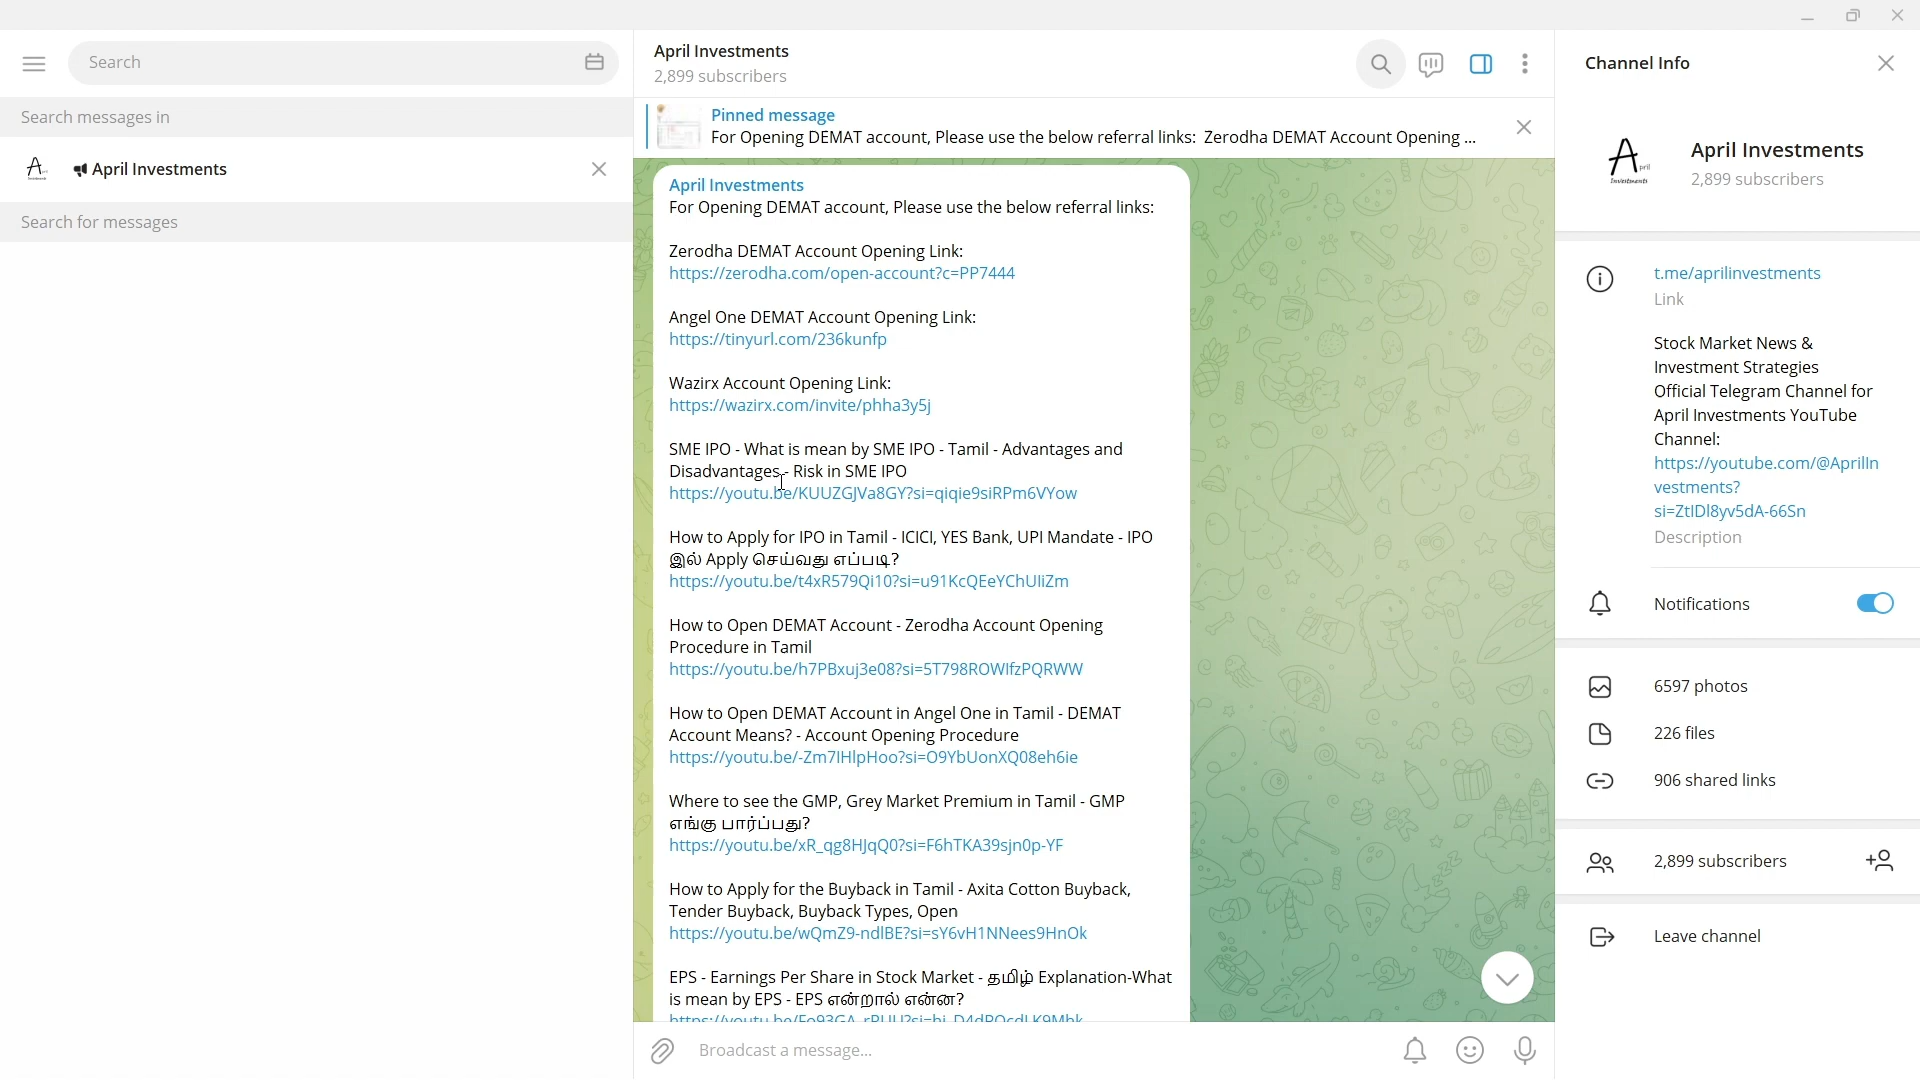 Search
Search messages in
April Investments
Search for messages
April Investments
2,899 subscribers
Pinned message
For Opening DEMAT account, Please use the below referral links: Zerodha DEMAT Account Opening ...
April Investments
For Opening DEMAT account, Please use the below referral links:
Zerodha DEMAT Account Opening Link:
https://zerodha.com/open-account?c=PP7444
Angel One DEMAT Account Opening Link:
https://tinyurl.com/236kunfp
Wazirx Account Opening Link:
https://wazirx.com/invite/phha3y5j
SME IPO - What is mean by SME IPO - Tamil - Advantages and
Disadvantages - Risk in SME IPO
https://youtu.be/KUUZGJVa8GY?si=qiqie9siRPm6VYow
How to Apply for IPO in Tamil - ICICI, YES Bank, UPI Mandate - IPO
இல் Apply செய்வது எப்படி?
https://youtu.be/t4xR579Qi10?si=u91KcQEeYChUIiZm
How to Open DEMAT Account - Zerodha Account Opening
Procedure in Tamil
https://youtu.be/h7PBxuj3e08?si=5T798ROWIfzPQRWW
How to Open DEMAT Account in Angel One in Tamil - DEMAT
Account Means? - Account Opening Procedure
https://youtu.be/-Zm7IHlpHoo?si=O9YbUonXQ08eh6ie
Where to see the GMP, Grey Market Premium in Tamil - GMP
எங்கு பார்ப்பது?
https://youtu.be/xR_qg8HJqQ0?si=F6hTKA39sjn0p-YF
How to Apply for the Buyback in Tamil - Axita Cotton Buyback,
Tender Buyback, Buyback Types, Open
https://youtu.be/wQmZ9-ndlBE?si=sY6vH1NNees9HnOk
EPS - Earnings Per Share in Stock Market - தமிழ் Explanation-What
is mean by EPS - EPS என்றால் என்ன?
Broadcast a message...
Channel Info
April Investments
2,899 subscribers
t.me/aprilinvestments
Link
Stock Market News &
Investment Strategies
Official Telegram Channel for
April Investments YouTube
Channel:
https://youtube.com/@AprilIn
vestments?
si=ZtIDl8yv5dA-66Sn
Description
Notifications
6597 photos
226 files
906 shared links
2,899 subscribers
Leave channel